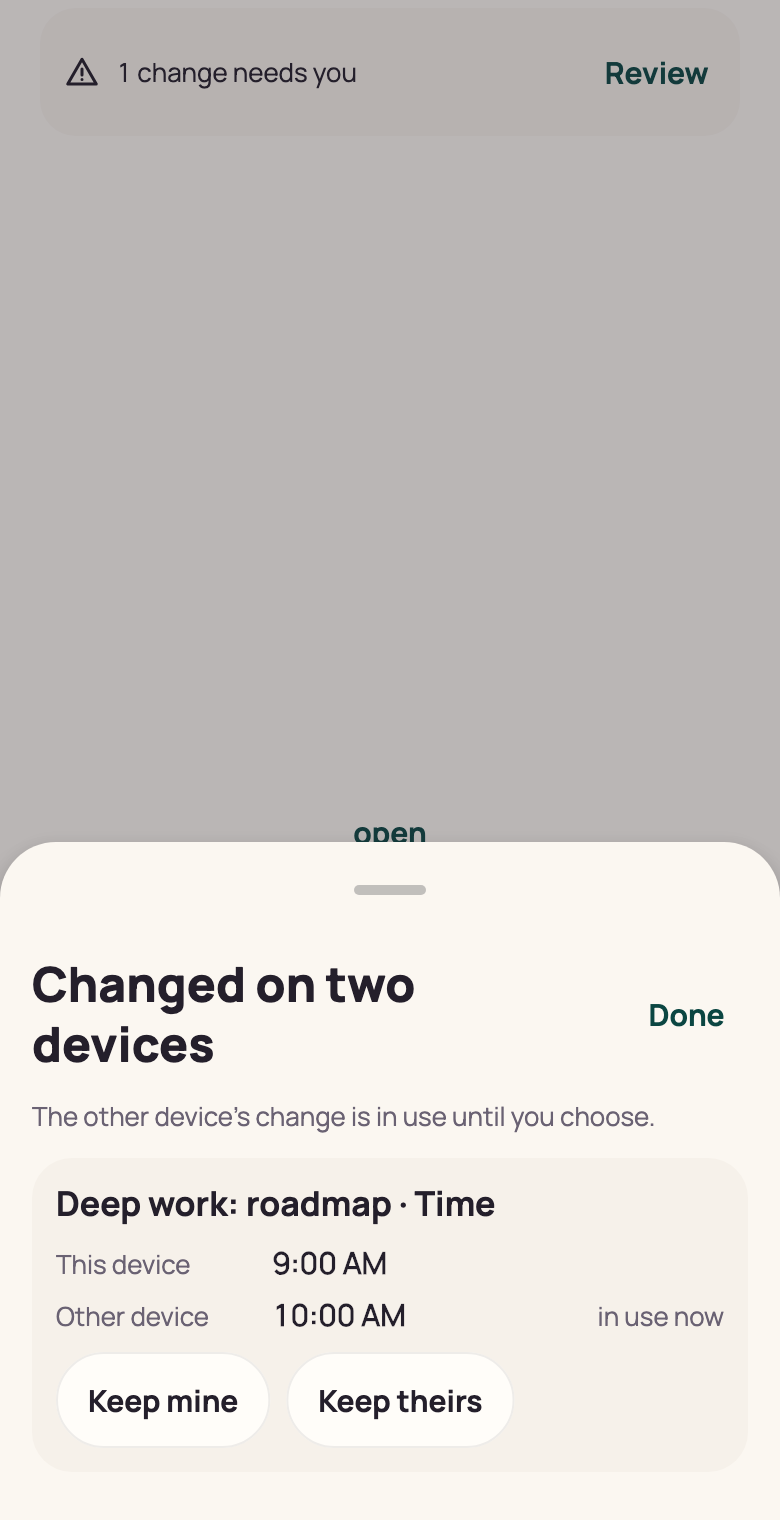 1 change needs you
Review
open
Changed on two
devices
Done
The other device's change is in use until you choose.
Deep work: roadmap · Time
This device 9:00 AM
Other device 10:00 AM in use now
Keep mine Keep theirs